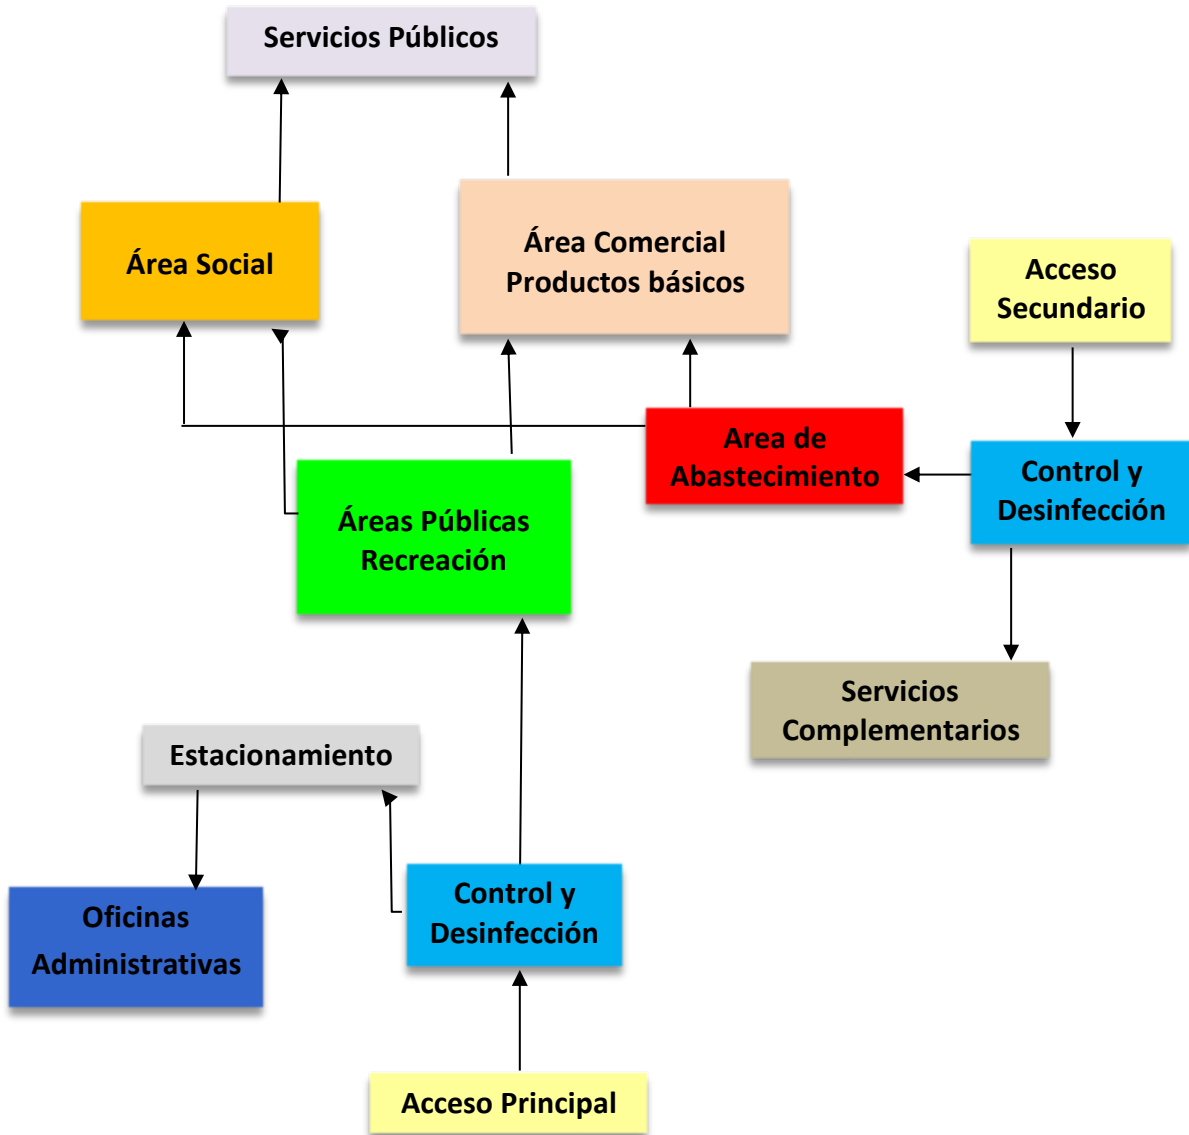 Servicios Públicos
Área Social
Área Comercial
Productos básicos
Acceso
Secundario
Area de
Abastecimiento
Control y
Desinfección
Áreas Públicas
Recreación
Servicios
Complementarios
Estacionamiento
Control y
Desinfección
Oficinas
Administrativas
Acceso Principal